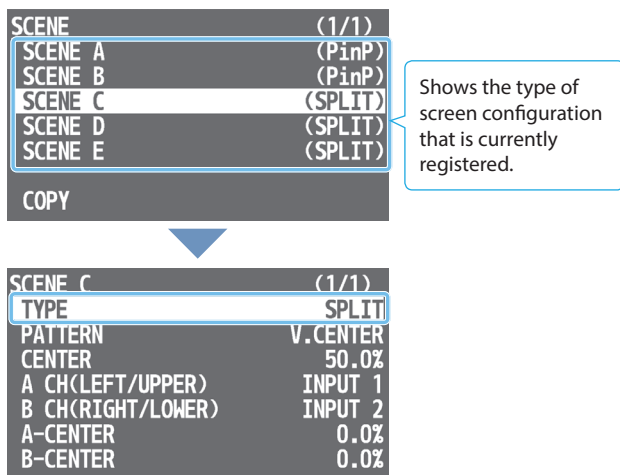 SCENE (1/1)
SCENE A (PinP)
SCENE B (PinP)
SCENE C (SPLIT)
SCENE D (SPLIT)
SCENE E (SPLIT)
COPY
Shows the type of
screen configuration
that is currently
registered.
SCENE C (1/1)
TYPE SPLIT
PATTERN V.CENTER
CENTER 50.0%
A CH(LEFT/UPPER) INPUT 1
B CH(RIGHT/LOWER) INPUT 2
A-CENTER 0.0%
B-CENTER 0.0%